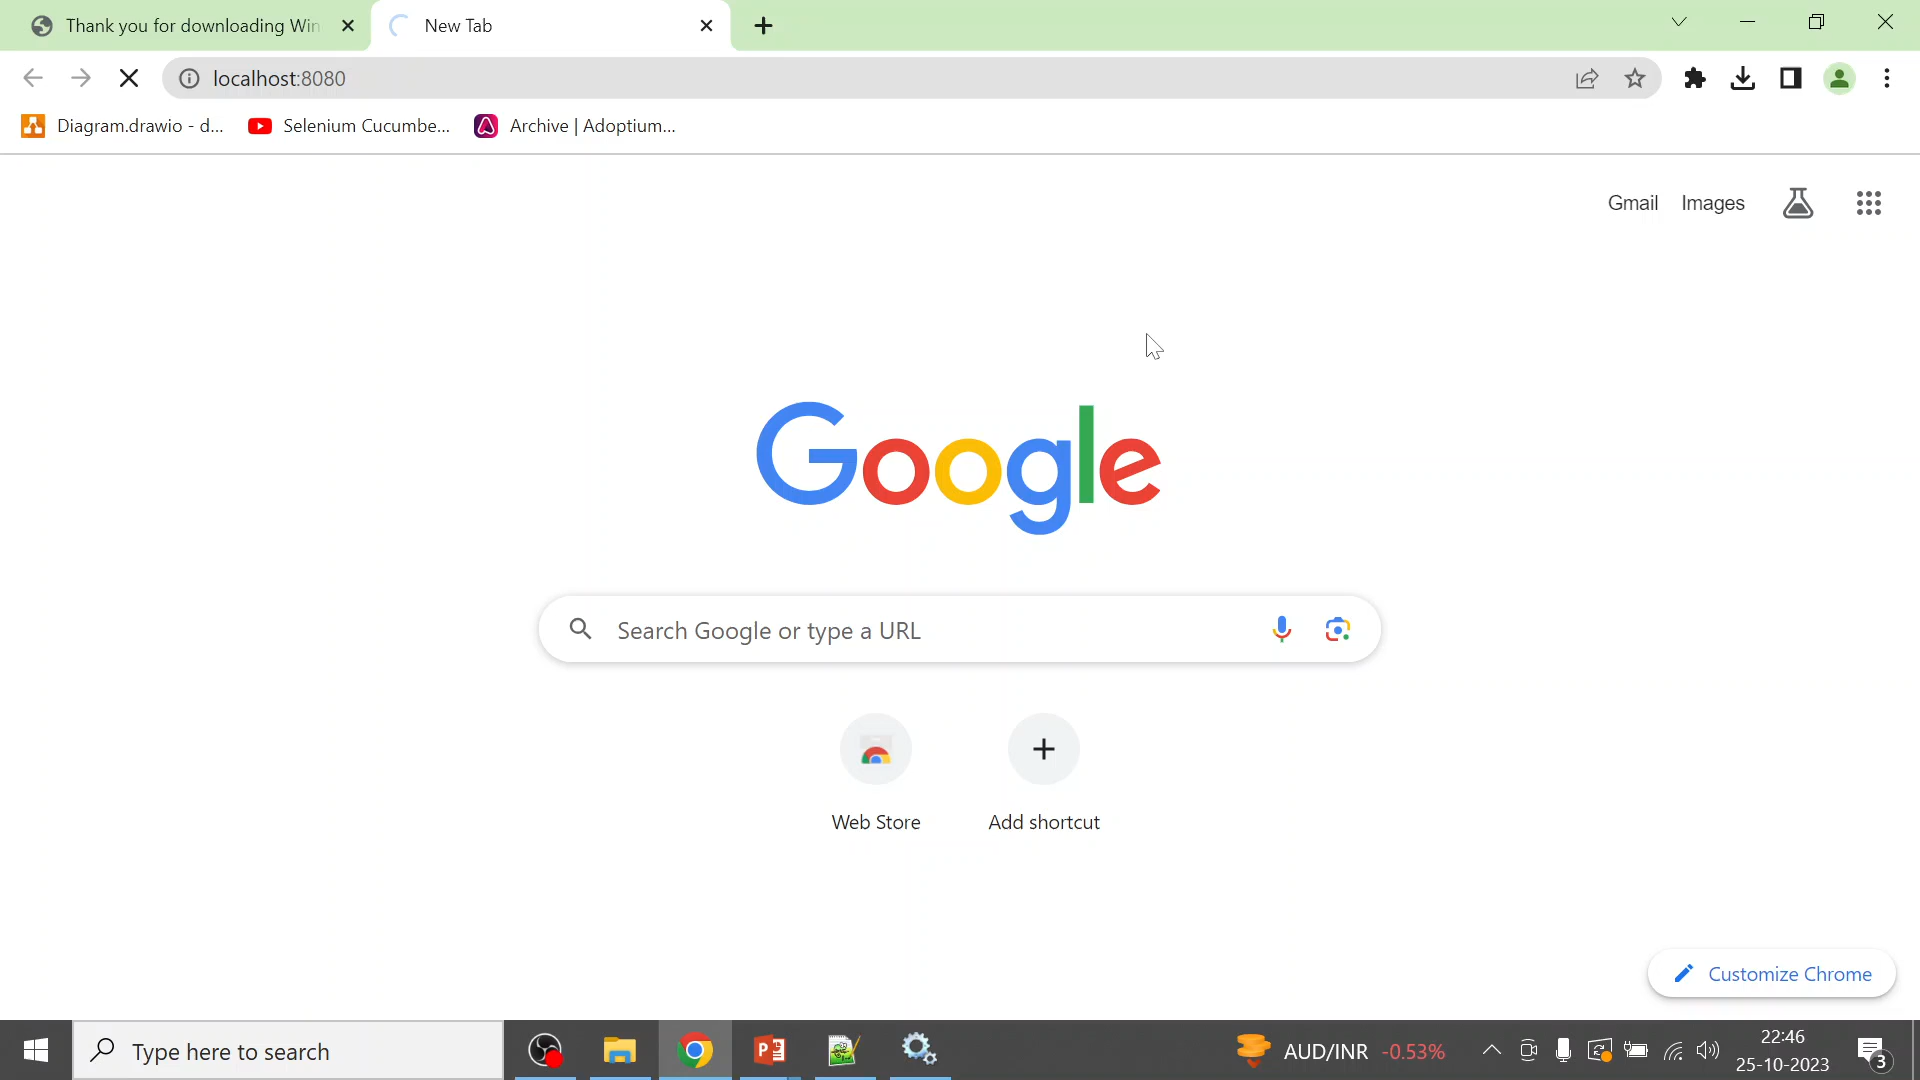 Thank you for downloading Win
New Tab
localhost:8080
Diagram.drawio - d...
Selenium Cucumbe...
Archive | Adoptium...
Gmail
Images
Google
Search Google or type a URL
Web Store
Add shortcut
Customize Chrome
Type here to search
AUD/INR -0.53%
22:46
25-10-2023
3